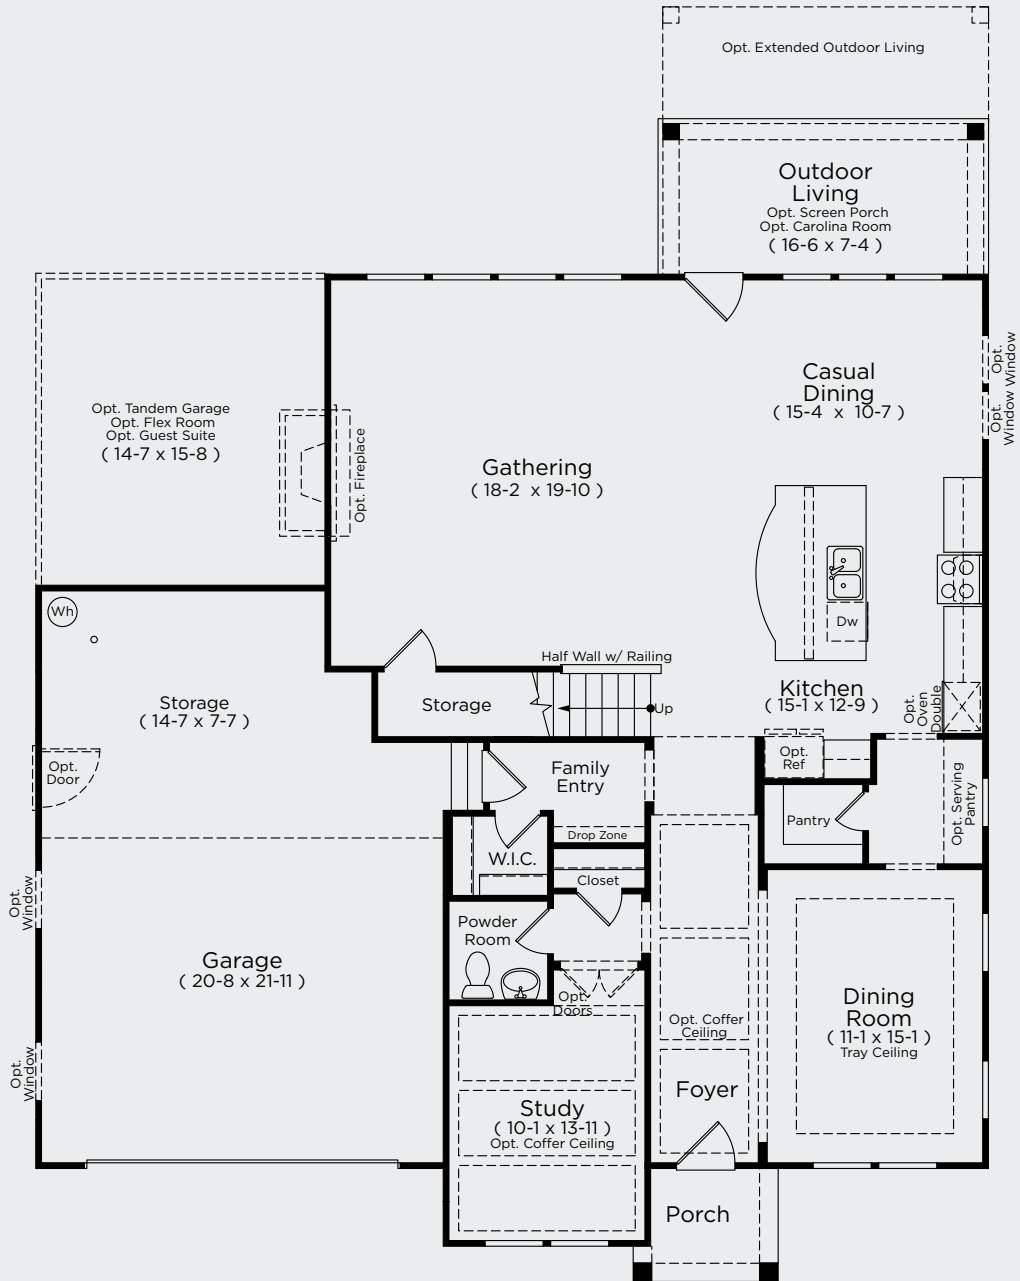 Opt. Extended Outdoor Living
Outdoor
Living
Opt. Screen Porch
Opt. Carolina Room
( 16-6 x 7-4 )
Opt. Tandem Garage
Opt. Flex Room
Opt. Guest Suite
( 14-7 x 15-8 )
Opt. Fireplace
Gathering
( 18-2 x 19-10 )
Casual
Dining
( 15-4 x 10-7 )
Opt.
Window
Opt.
Window
Wh
Storage
( 14-7 x 7-7 )
Opt.
Door
Half Wall w/ Railing
Storage
Up
Dw
Kitchen
( 15-1 x 12-9 )
Opt.
Double
Oven
Opt.
Ref
Family
Entry
Drop Zone
Pantry
Opt. Serving
Pantry
W.I.C.
Closet
Powder
Room
Opt.
Window
Garage
( 20-8 x 21-11 )
Opt.
Window
Opt.
Doors
Opt. Coffer
Ceiling
Foyer
Dining
Room
( 11-1 x 15-1 )
Tray Ceiling
Study
( 10-1 x 13-11 )
Opt. Coffer Ceiling
Porch